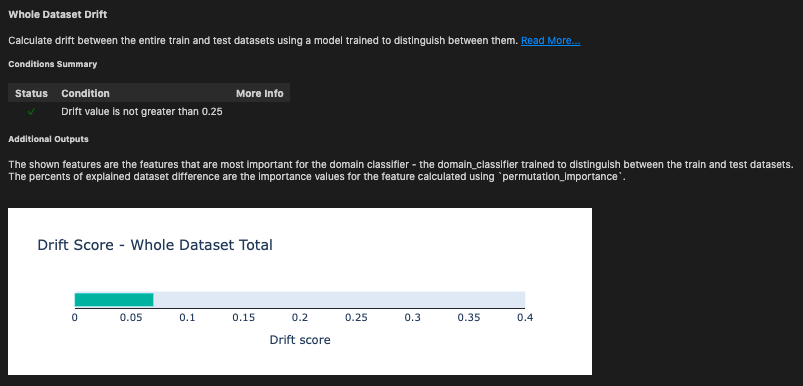 Whole Dataset Drift
Calculate drift between the entire train and test datasets using a model trained to distinguish between them. Read More...
Conditions Summary
Status Condition More Info
✓ Drift value is not greater than 0.25
Additional Outputs
The shown features are the features that are most important for the domain classifier - the domain_classifier trained to distinguish between the train and test datasets.
The percents of explained dataset difference are the importance values for the feature calculated using `permutation_importance`.
Drift Score - Whole Dataset Total
0 0.05 0.1 0.15 0.2 0.25 0.3 0.35 0.4
Drift score